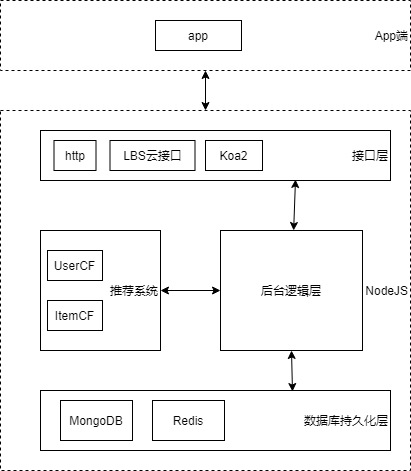 app
App端
http
LBS云接口
Koa2
接口层
UserCF
推荐系统
ItemCF
后台逻辑层
NodeJS
MongoDB
Redis
数据库持久化层